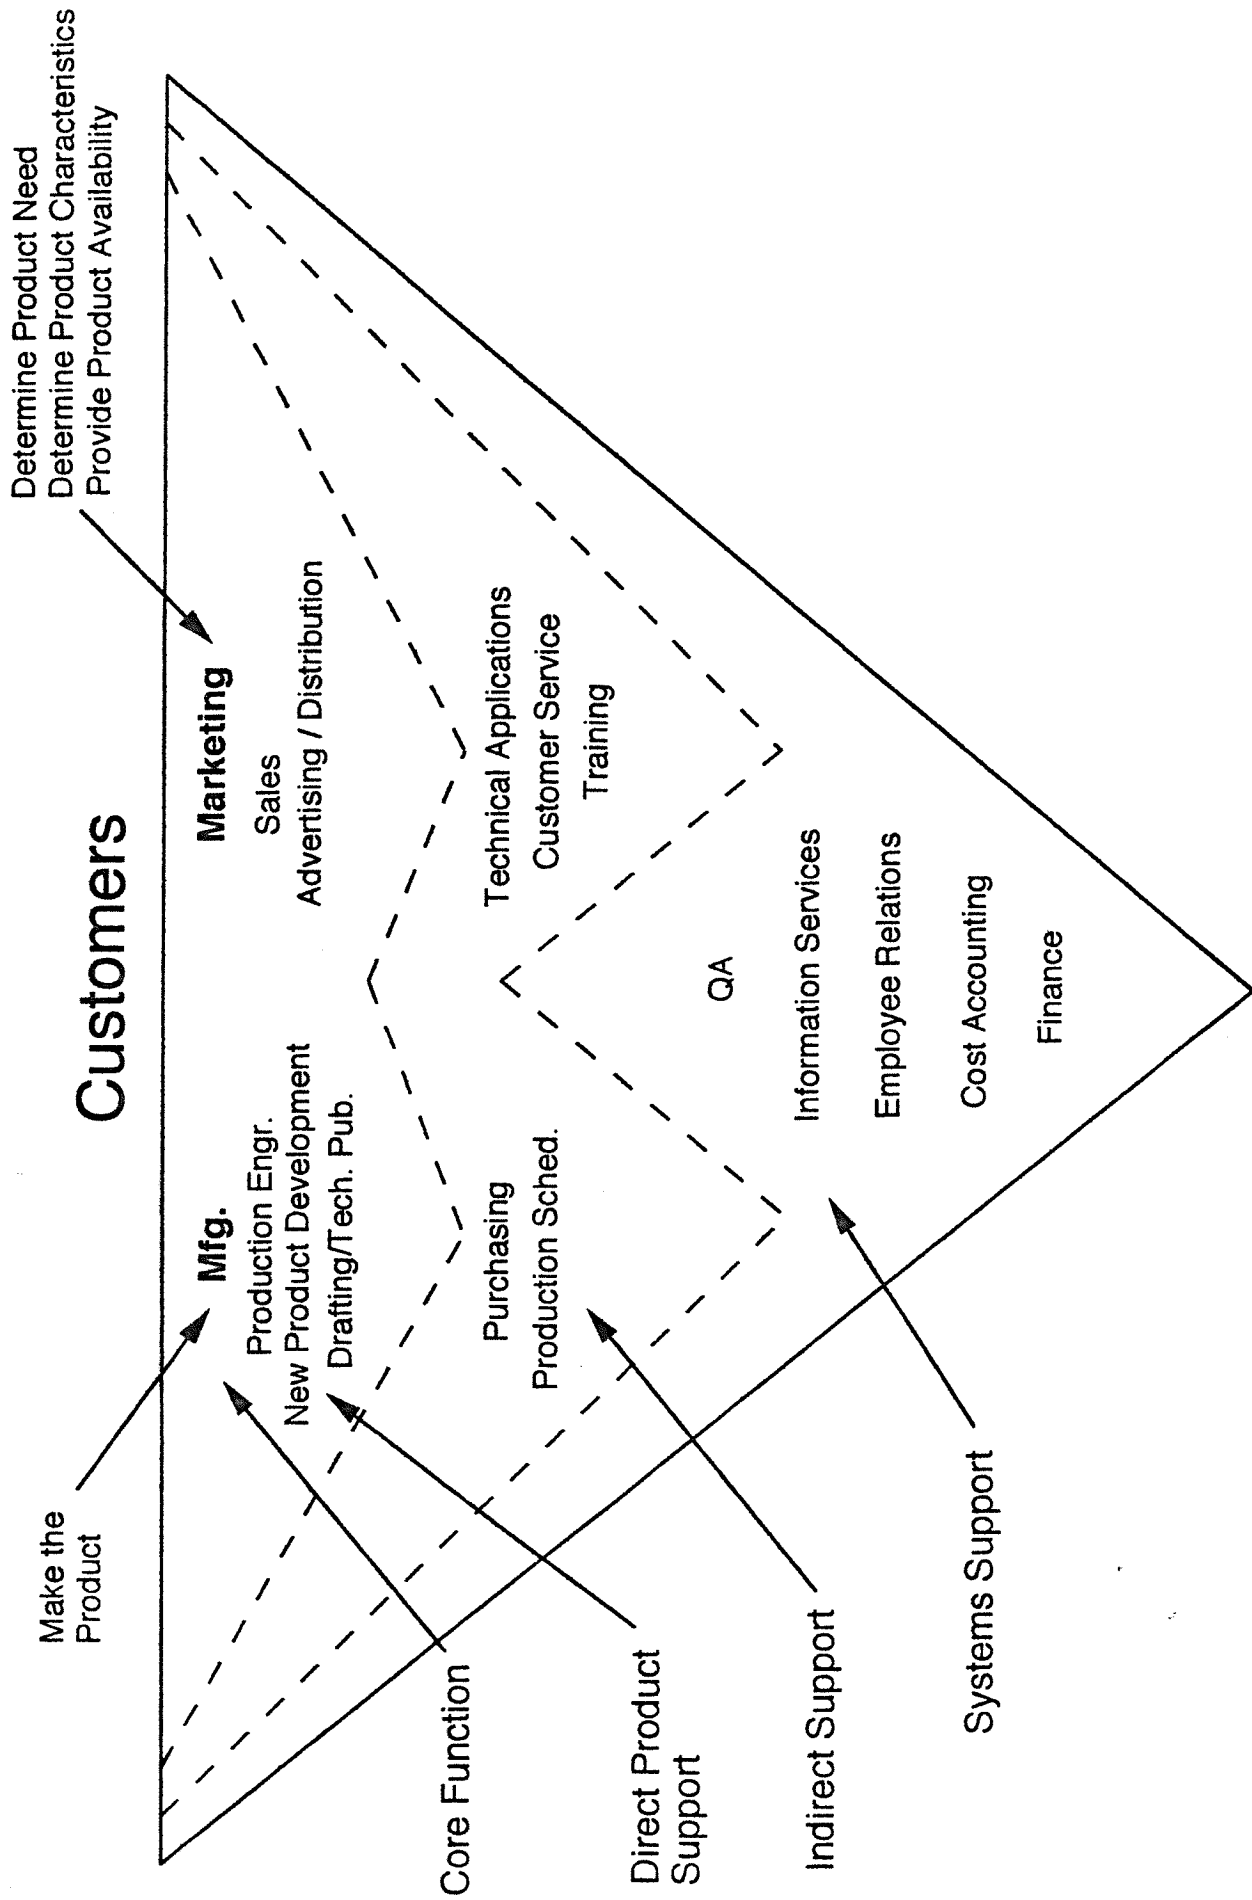 Customers
Make the
Product
Determine Product Need
Determine Product Characteristics
Provide Product Availability
Mfg.
Production Engr.
New Product Development
Drafting/Tech. Pub.
Marketing
Sales
Advertising / Distribution
Purchasing
Production Sched.
Technical Applications
Customer Service
Training
QA
Information Services
Employee Relations
Cost Accounting
Finance
Core Function
Direct Product
Support
Indirect Support
Systems Support